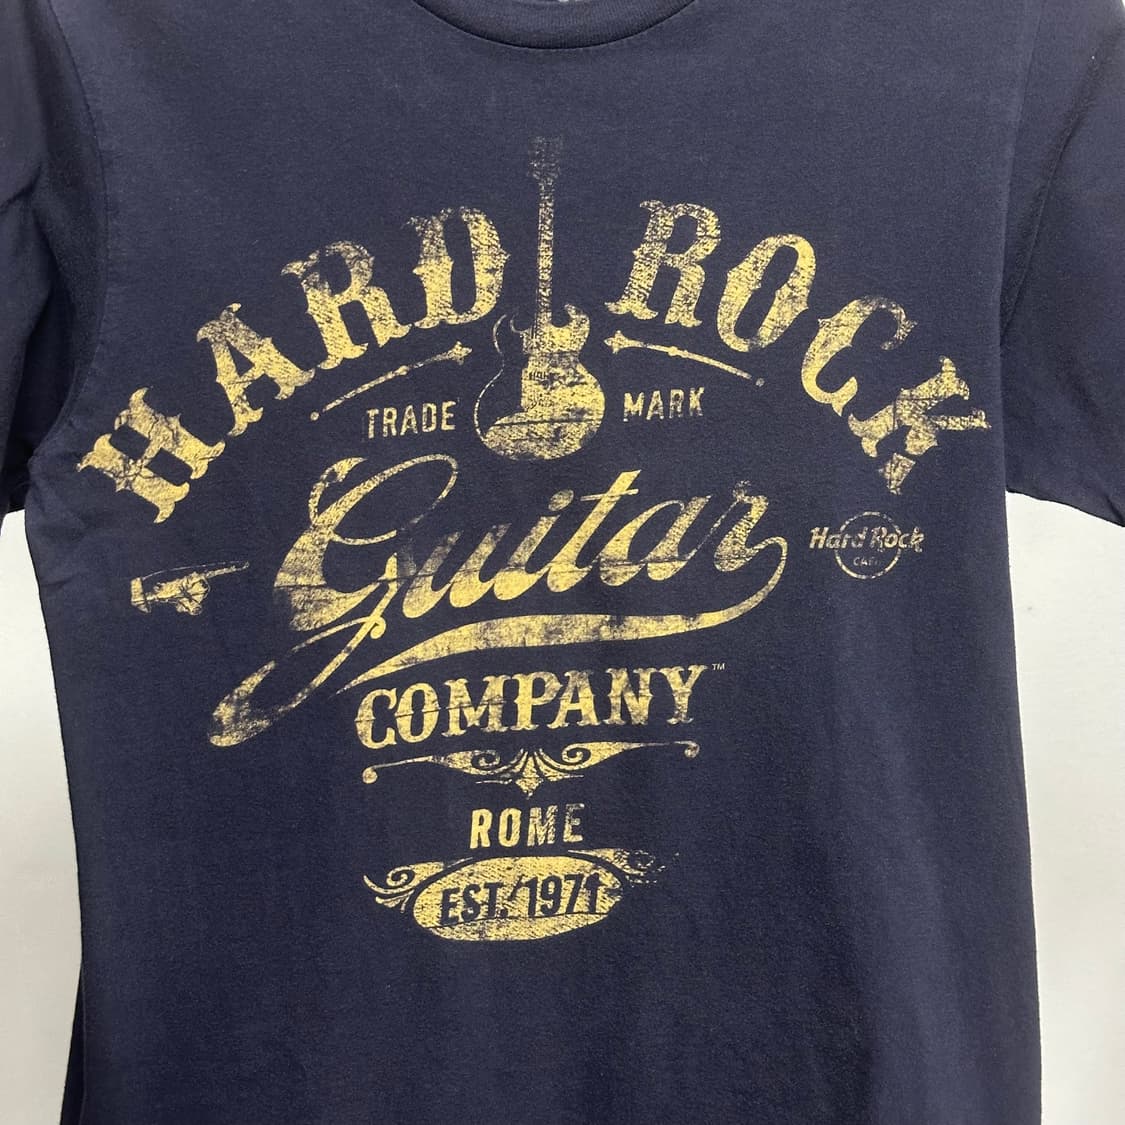 HARD ROCK
TRADE MARK
Guitar
Hard Rock
CAFE
COMPANY™
ROME
EST. 1971